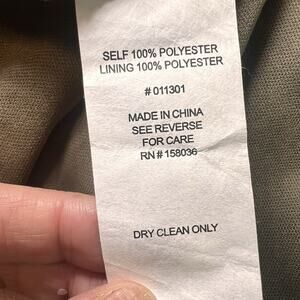 SELF 100% POLYESTER
LINING 100% POLYESTER
# 011301
MADE IN CHINA
SEE REVERSE
FOR CARE
RN # 158036
DRY CLEAN ONLY